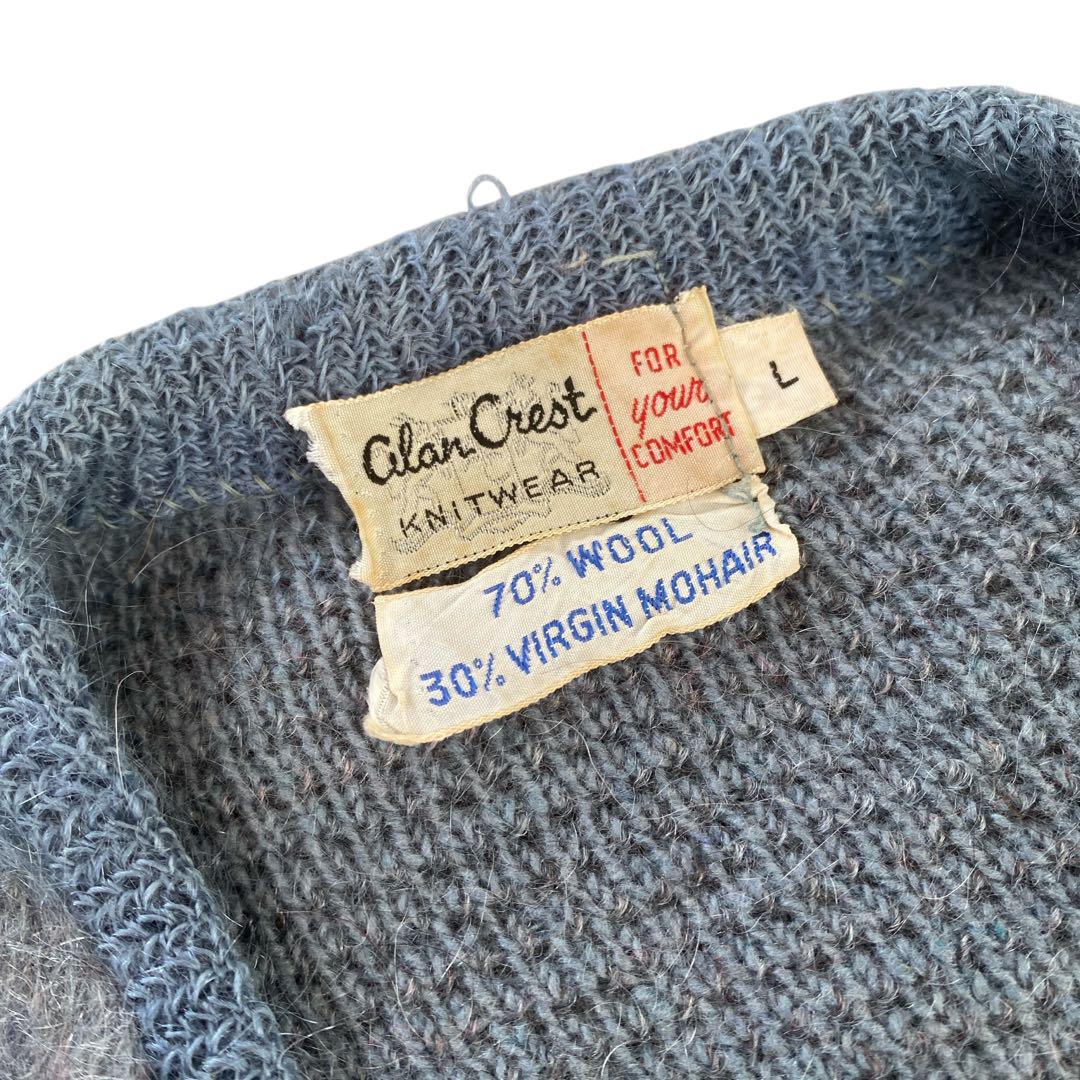 Alan Crest
KNITWEAR
FOR
your
COMFORT
L
70% WOOL
30% VIRGIN MOHAIR